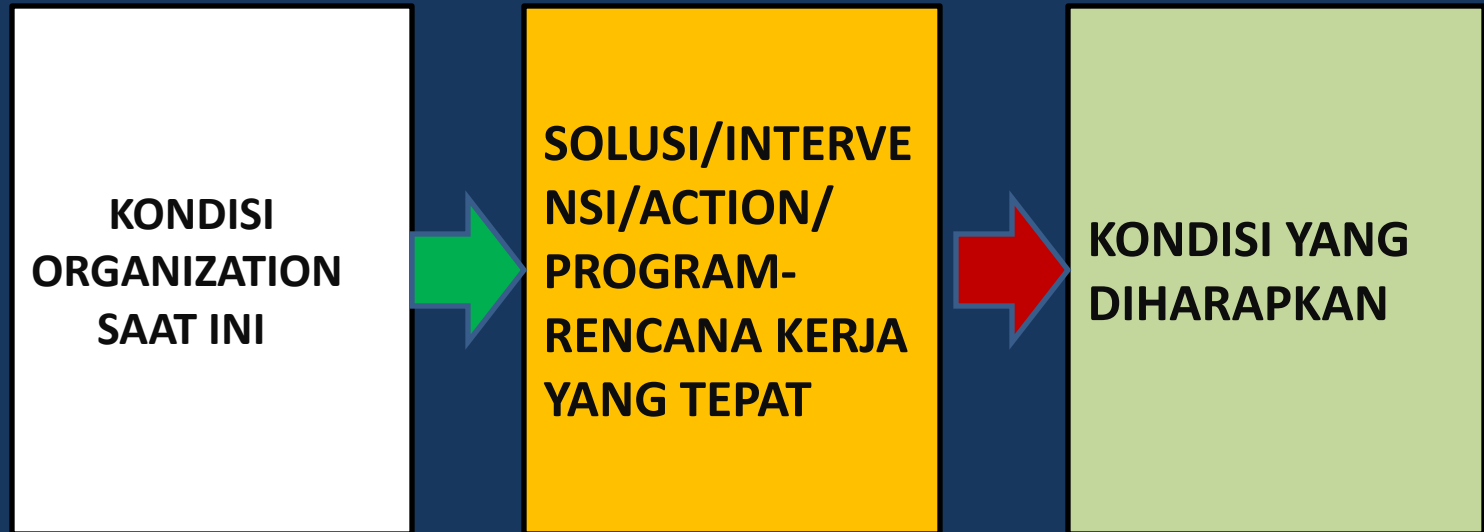 KONDISI
ORGANIZATION
SAAT INI
SOLUSI/INTERVE
NSI/ACTION/
PROGRAM-
RENCANA KERJA
YANG TEPAT
KONDISI YANG
DIHARAPKAN